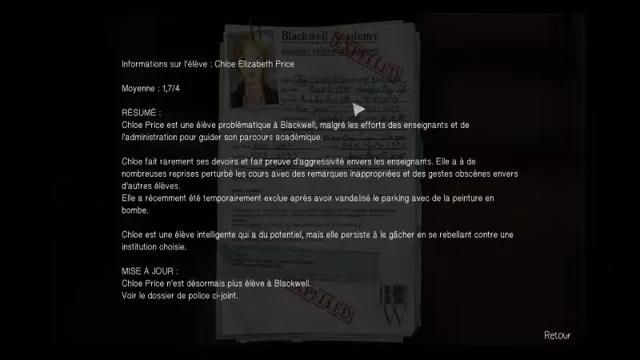 Blackwell Academy
EXPELLED
Informations sur l'élève : Chloe Elizabeth Price
Moyenne : 1,7/4
RÉSUMÉ :
Chloe Price est une élève problématique à Blackwell, malgré les efforts des enseignants et de
l'administration pour guider son parcours académique.
Chloe fait rarement ses devoirs et fait preuve d'aggressivité envers les enseignants. Elle a à de
nombreuses reprises perturbé les cours avec des remarques inappropriées et des gestes obscènes envers
d'autres élèves.
Elle a récemment été temporairement exclue après avoir vandalisé le parking avec de la peinture en
bombe.
Chloe est une élève intelligente qui a du potentiel, mais elle persiste à le gâcher en se rebellant contre une
institution choisie.
MISE À JOUR :
Chloe Price n'est désormais plus élève à Blackwell.
Voir le dossier de police ci-joint.
EXPELLED
Retour